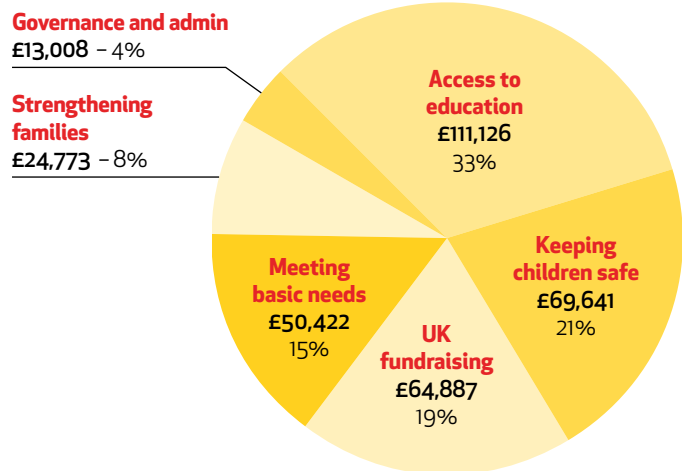 Governance and admin
£13,008 – 4%
Strengthening
families
£24,773 – 8%
Access to
education
£111,126
33%
Keeping
children safe
£69,641
21%
UK
fundraising
£64,887
19%
Meeting
basic needs
£50,422
15%